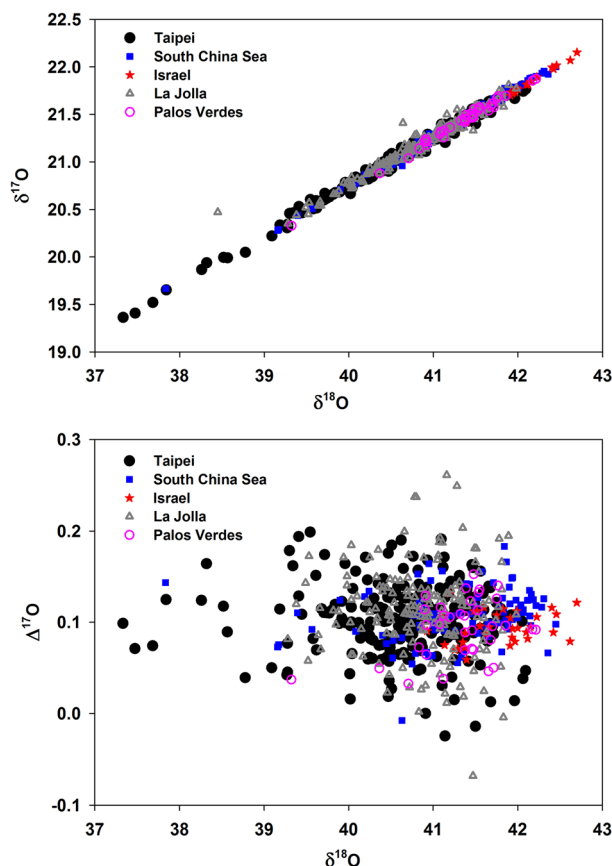 22.5
22.0
21.5
21.0
20.5
20.0
19.5
19.0
δ17O
Taipei
South China Sea
Israel
La Jolla
Palos Verdes
37 38 39 40 41 42 43
δ18O
0.3
0.2
0.1
0.0
-0.1
Δ17O
Taipei
South China Sea
Israel
La Jolla
Palos Verdes
37 38 39 40 41 42 43
δ18O